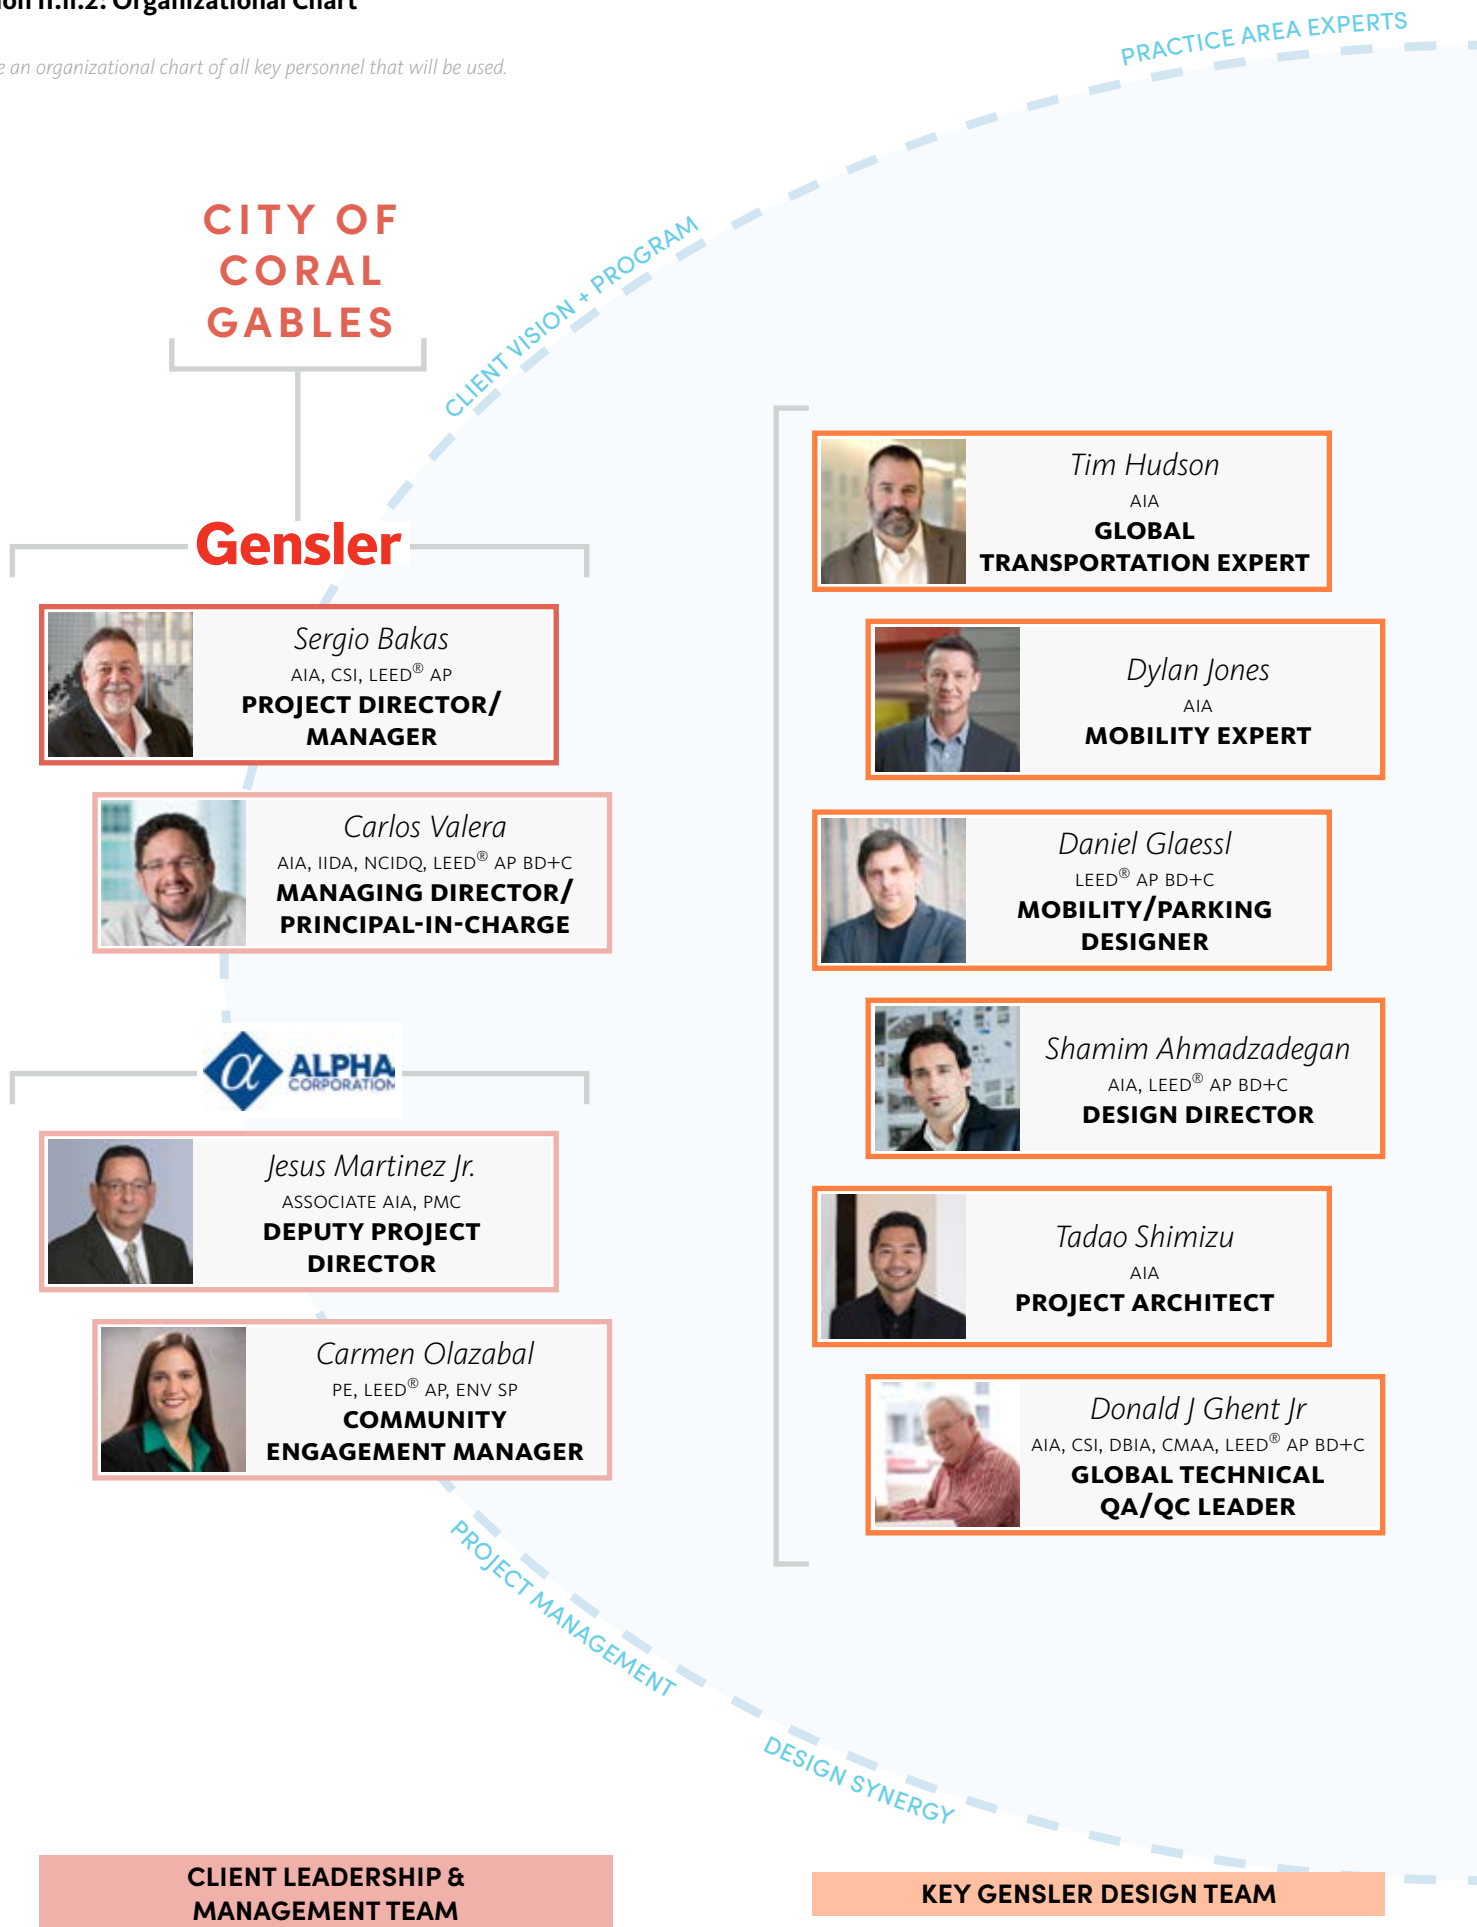 Organizational Chart
an organizational chart of all key personnel that will be used.
PRACTICE AREA EXPERTS
CITY OF
CORAL
GABLES
CLIENT VISION + PROGRAM
Gensler
Sergio Bakas
AIA, CSI, LEED® AP
PROJECT DIRECTOR/
MANAGER
Carlos Valera
AIA, IIDA, NCIDQ, LEED® AP BD+C
MANAGING DIRECTOR/
PRINCIPAL-IN-CHARGE
α ALPHA
CORPORATION
Jesus Martinez Jr.
ASSOCIATE AIA, PMC
DEPUTY PROJECT
DIRECTOR
Carmen Olazabal
PE, LEED® AP, ENV SP
COMMUNITY
ENGAGEMENT MANAGER
PROJECT MANAGEMENT
DESIGN SYNERGY
CLIENT LEADERSHIP &
MANAGEMENT TEAM
Tim Hudson
AIA
GLOBAL
TRANSPORTATION EXPERT
Dylan Jones
AIA
MOBILITY EXPERT
Daniel Glaessl
LEED® AP BD+C
MOBILITY/PARKING
DESIGNER
Shamim Ahmadzadegan
AIA, LEED® AP BD+C
DESIGN DIRECTOR
Tadao Shimizu
AIA
PROJECT ARCHITECT
Donald J Ghent Jr
AIA, CSI, DBIA, CMAA, LEED® AP BD+C
GLOBAL TECHNICAL
QA/QC LEADER
KEY GENSLER DESIGN TEAM